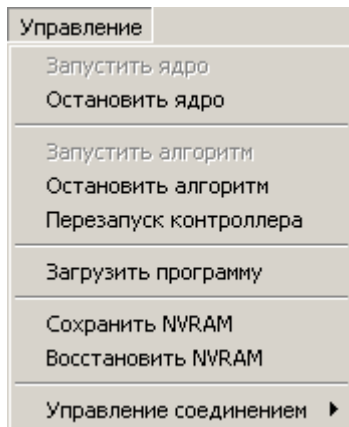 Управление
Запустить ядро
Остановить ядро
Запустить алгоритм
Остановить алгоритм
Перезапуск контроллера
Загрузить программу
Сохранить NVRAM
Восстановить NVRAM
Управление соединением